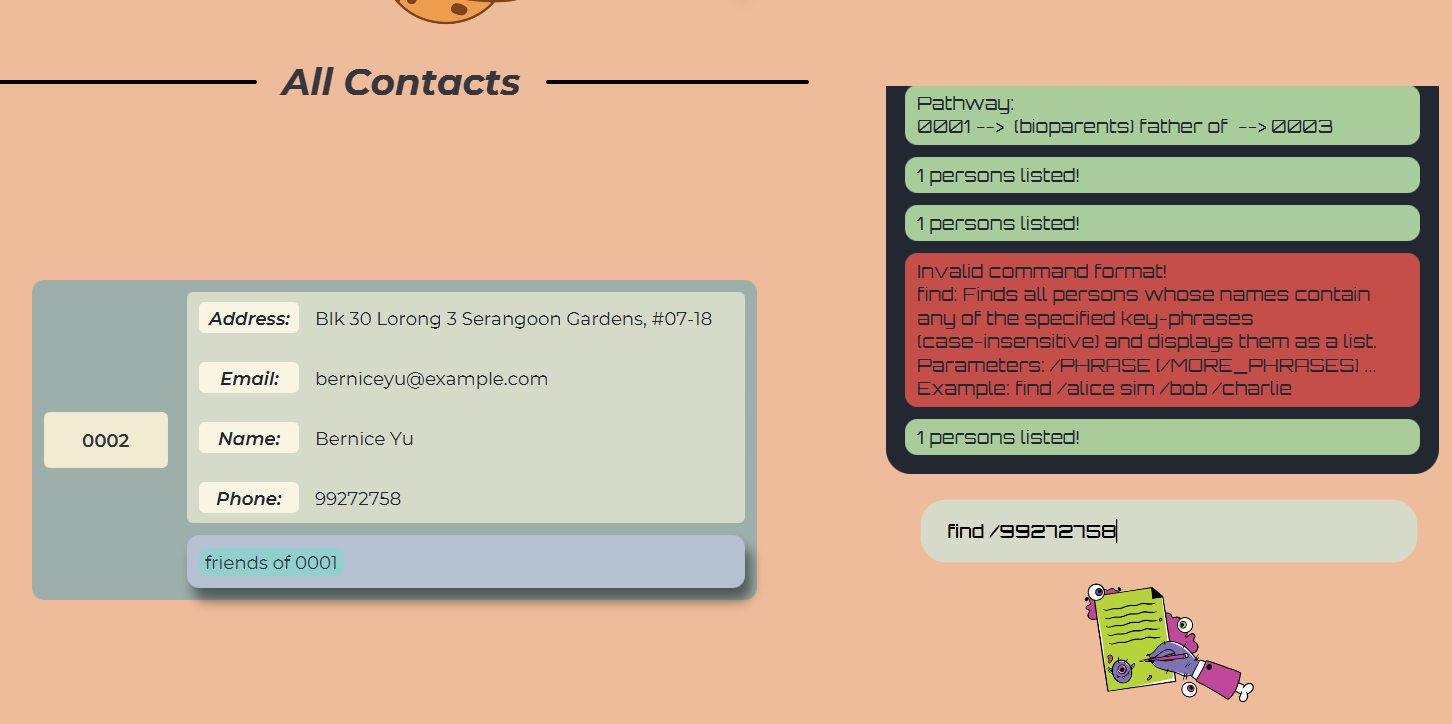 All Contacts
0002
Address: Blk 30 Lorong 3 Serangoon Gardens, #07-18
Email: berniceyu@example.com
Name: Bernice Yu
Phone: 99272758
friends of 0001
Pathway:
0001 --> (bioparents) father of --> 0003
1 persons listed!
1 persons listed!
Invalid command format!
find: Finds all persons whose names contain
any of the specified key-phrases
(case-insensitive) and displays them as a list.
Parameters: /PHRASE [/MORE_PHRASES] ...
Example: find /alice sim /bob /charlie
1 persons listed!
find /99272758